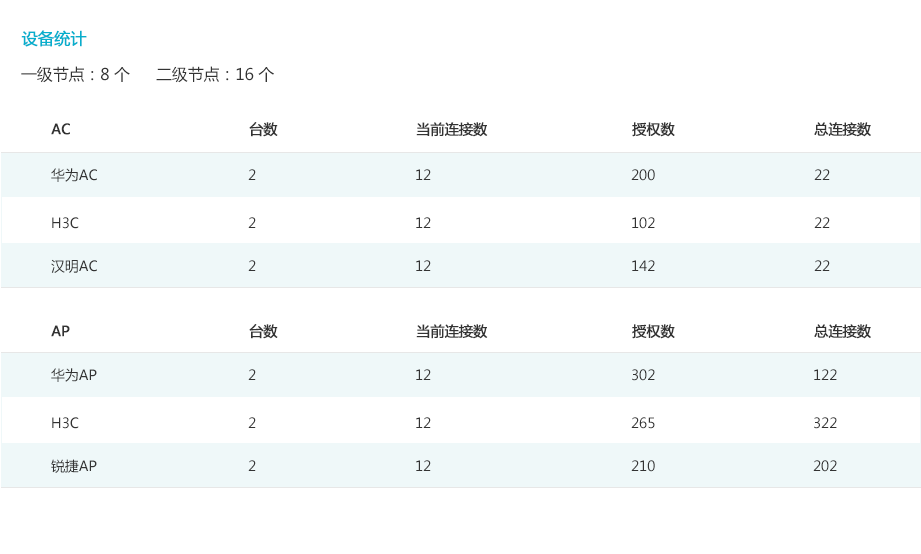 设备统计
一级节点：8 个 二级节点：16 个
AC 台数 当前连接数 授权数 总连接数
华为AC 2 12 200 22
H3C 2 12 102 22
汉明AC 2 12 142 22
AP 台数 当前连接数 授权数 总连接数
华为AP 2 12 302 122
H3C 2 12 265 322
锐捷AP 2 12 210 202